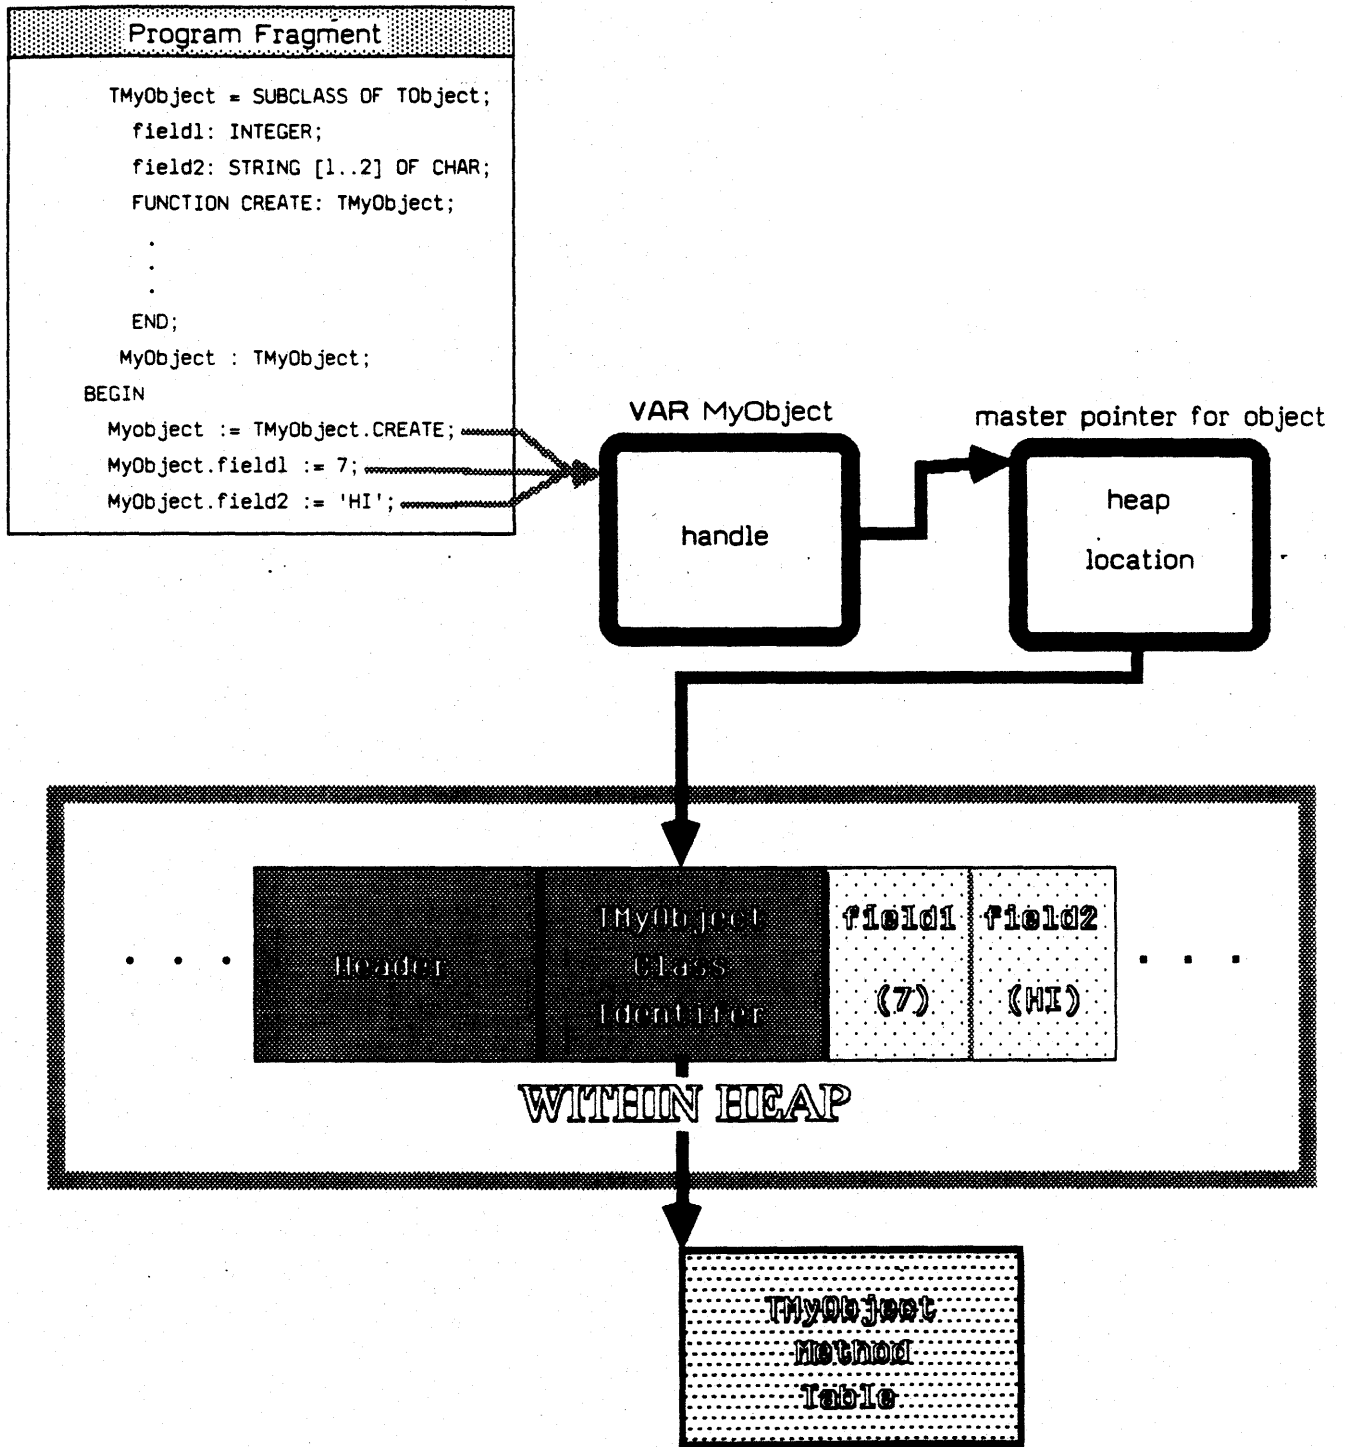 Program Fragment
TMyObject = SUBCLASS OF TObject;
field1: INTEGER;
field2: STRING [1..2] OF CHAR;
FUNCTION CREATE: TMyObject;
.
.
.
END;
MyObject : TMyObject;
BEGIN
Myobject := TMyObject.CREATE;
MyObject.field1 := 7;
MyObject.field2 := 'HI';
VAR MyObject
handle
master pointer for object
heap
location
. . .
Header
TMyObject
Class
Identifer
field1
(7)
field2
(HI)
. . .
WITHIN HEAP
TMyObject
Method
Table